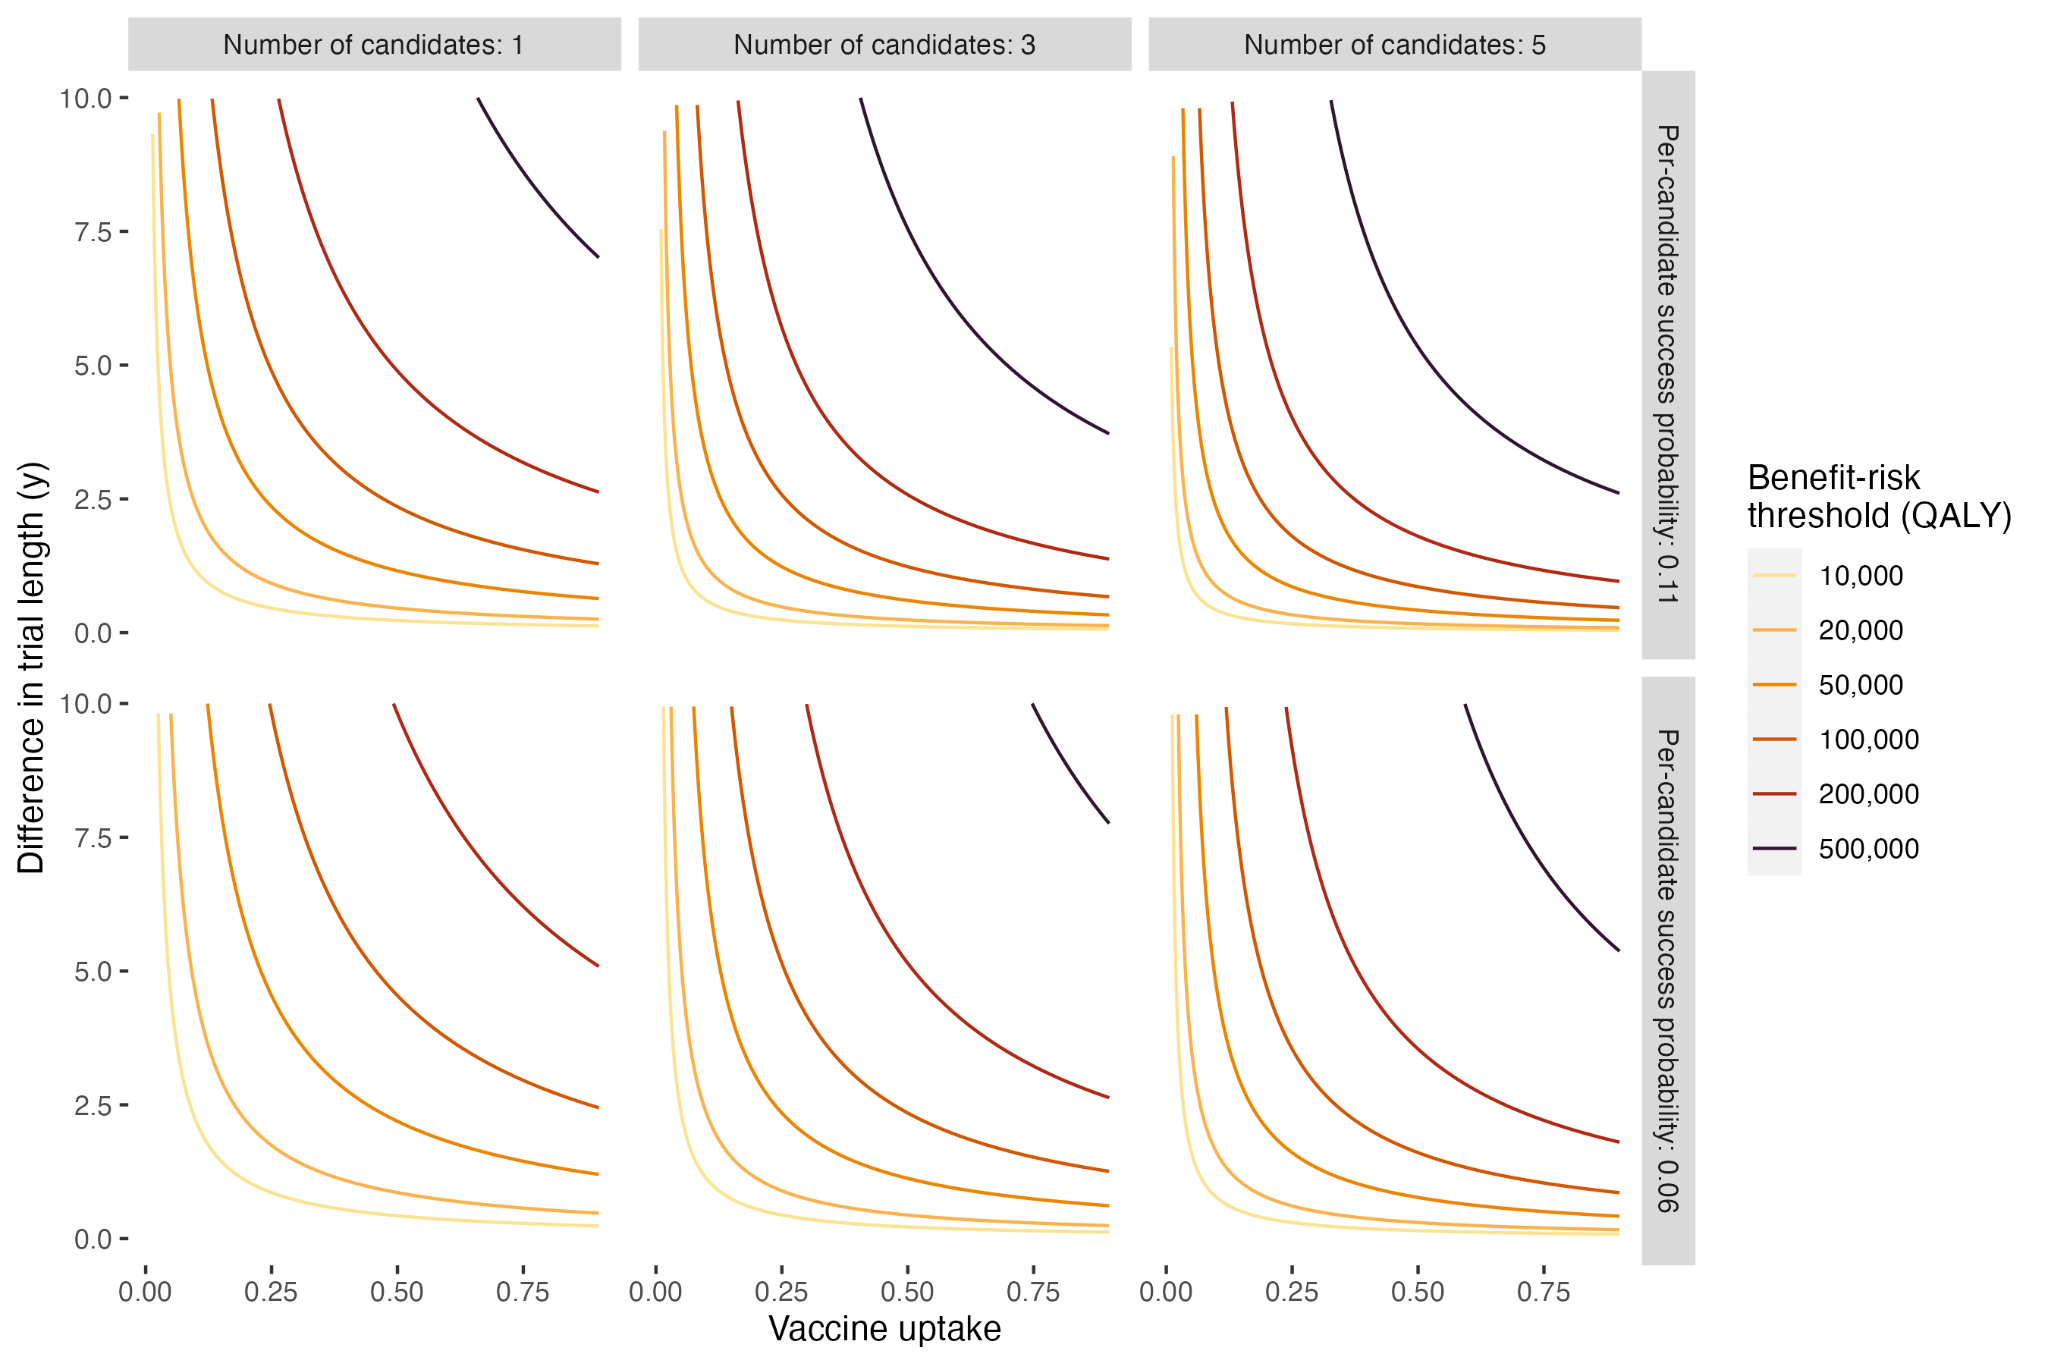 Number of candidates: 1
Number of candidates: 3
Number of candidates: 5
10.0
7.5
5.0
2.5
0.0
Per-candidate success probability: 0.11
10.0
7.5
5.0
2.5
0.0
Per-candidate success probability: 0.06
Difference in trial length (y)
0.00 0.25 0.50 0.75
0.00 0.25 0.50 0.75
0.00 0.25 0.50 0.75
Vaccine uptake
Benefit-risk
threshold (QALY)
10,000
20,000
50,000
100,000
200,000
500,000